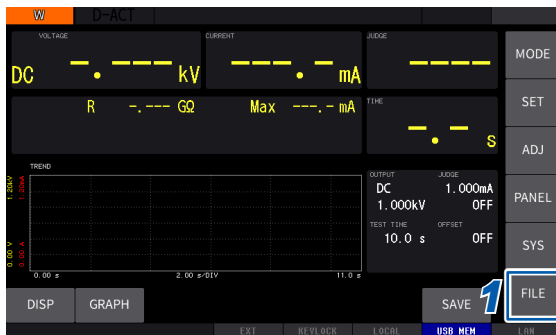 W D-ACT
VOLTAGE CURRENT JUDGE
DC -.--- kV ---.- mA ----
R -.--- GΩ Max ---.- mA
TIME
-.- s
TREND
1.20kV 1.20mA
0.00 V 0.00 A
0.00 s 2.00 s/DIV 11.0 s
OUTPUT JUDGE
DC 1.000mA
1.000kV OFF
TEST TIME OFFSET
10.0 s OFF
MODE
SET
ADJ
PANEL
SYS
1 FILE
DISP GRAPH SAVE
EXT KEYLOCK LOCAL USB MEM LAN